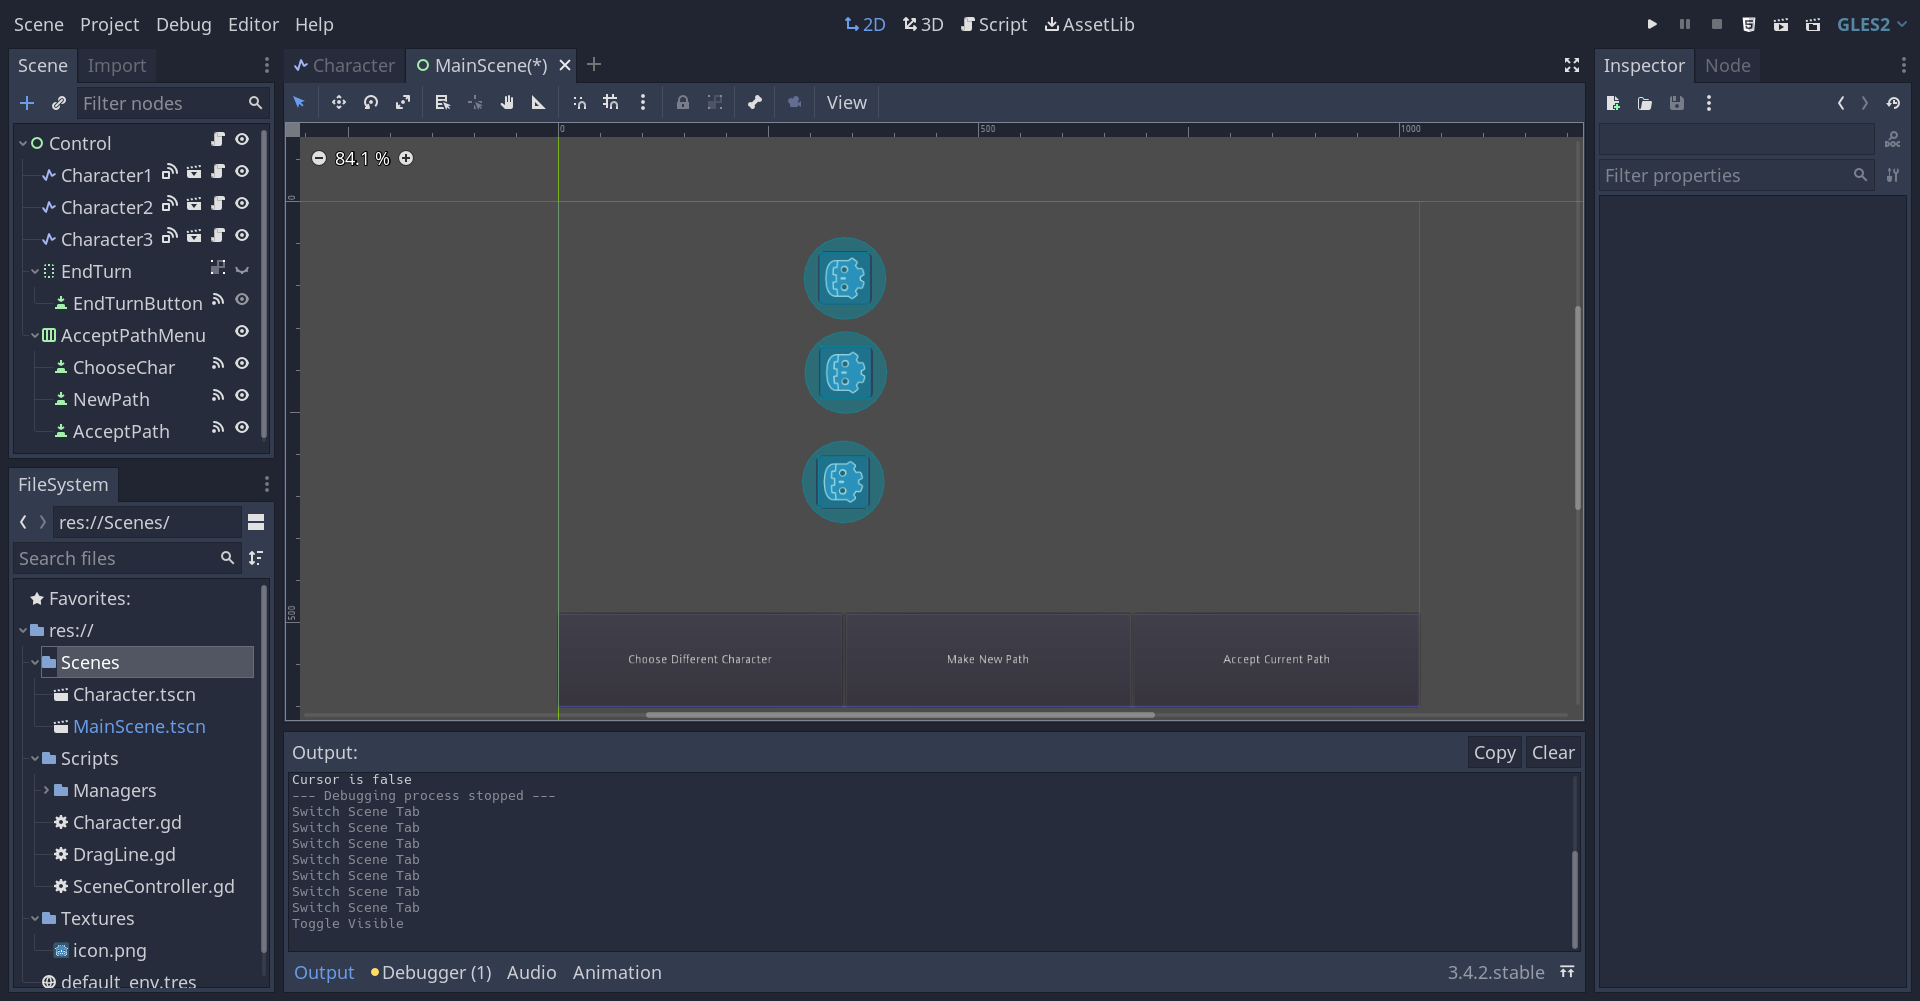 Scene Project Debug Editor Help
2D 3D Script AssetLib
GLES2
Scene Import
Filter nodes
Control
Character1
Character2
Character3
EndTurn
EndTurnButton
AcceptPathMenu
ChooseChar
NewPath
AcceptPath
FileSystem
res://Scenes/
Search files
Favorites:
res://
Scenes
Character.tscn
MainScene.tscn
Scripts
Managers
Character.gd
DragLine.gd
SceneController.gd
Textures
icon.png
default_env.tres
Character MainScene(*)
View
0 500 1000
84.1 %
0
500
Choose Different Character Make New Path Accept Current Path
Output: Copy Clear
Cursor is false
--- Debugging process stopped ---
Switch Scene Tab
Switch Scene Tab
Switch Scene Tab
Switch Scene Tab
Switch Scene Tab
Switch Scene Tab
Switch Scene Tab
Toggle Visible
Output Debugger (1) Audio Animation 3.4.2.stable
Inspector Node
DOC
Filter properties